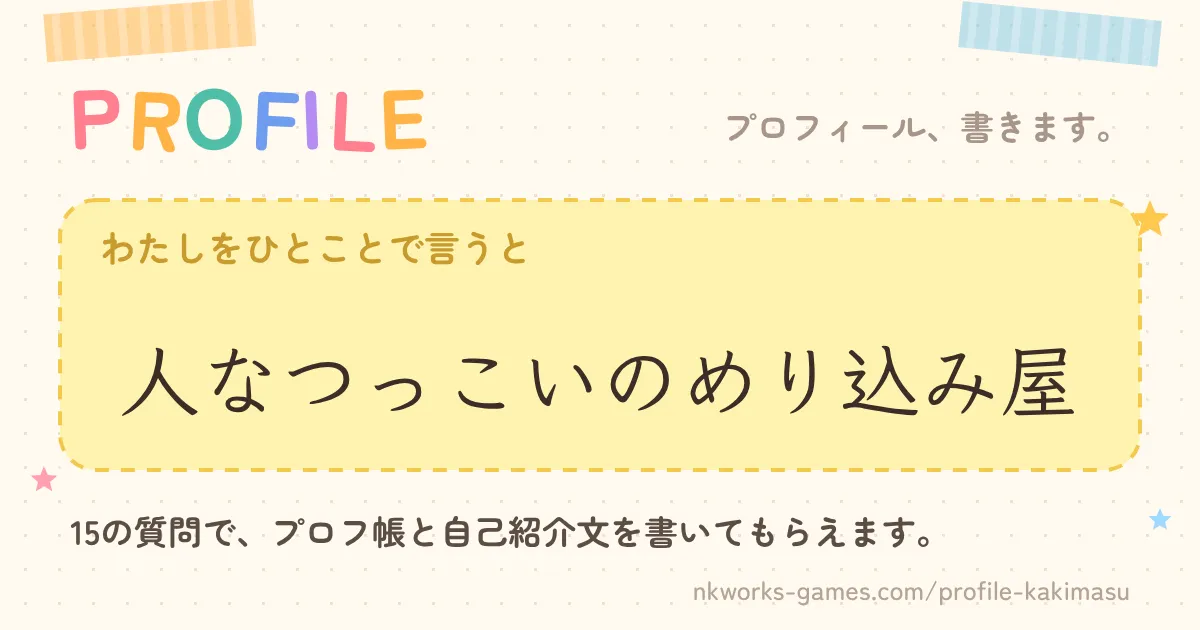 PROFILE
プロフィール、書きます。
わたしをひとことで言うと
人なつっこいのめり込み屋
15の質問で、プロフ帳と自己紹介文を書いてもらえます。
nkworks-games.com/profile-kakimasu